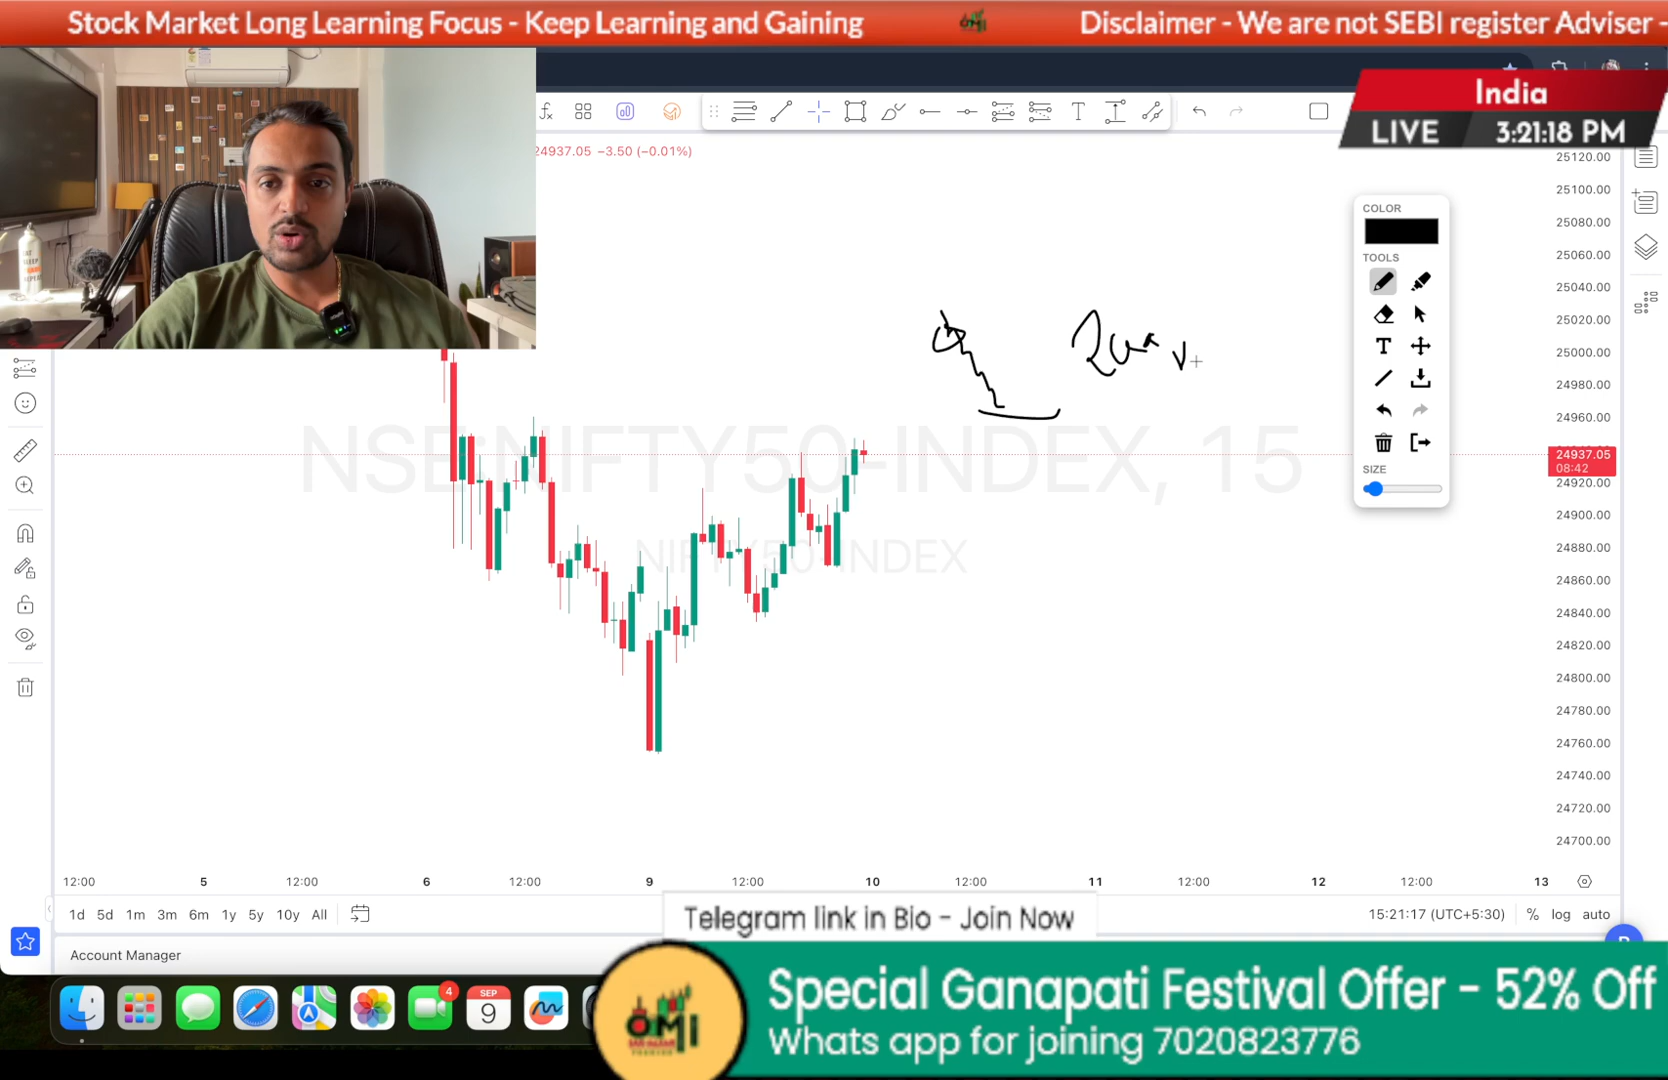 Stock Market Long Learning Focus - Keep Learning and Gaining
Disclaimer - We are not SEBI register Adviser -
India
LIVE 3:21:18 PM
24937.05 −3.50 (−0.01%)
COLOR
TOOLS
SIZE
NSE:NIFTY50-INDEX, 15
NIFTY50-INDEX
25120.00
25100.00
25080.00
25060.00
25040.00
25020.00
25000.00
24980.00
24960.00
24937.05
08:42
24920.00
24900.00
24880.00
24860.00
24840.00
24820.00
24800.00
24780.00
24760.00
24740.00
24720.00
24700.00
12:00 5 12:00 6 12:00 9 12:00 10 12:00 11 12:00 12 12:00 13
1d 5d 1m 3m 6m 1y 5y 10y All
15:21:17 (UTC+5:30) % log auto
Telegram link in Bio - Join Now
Account Manager
4
SEP
9
OMI
Special Ganapati Festival Offer - 52% Off
Whats app for joining 7020823776